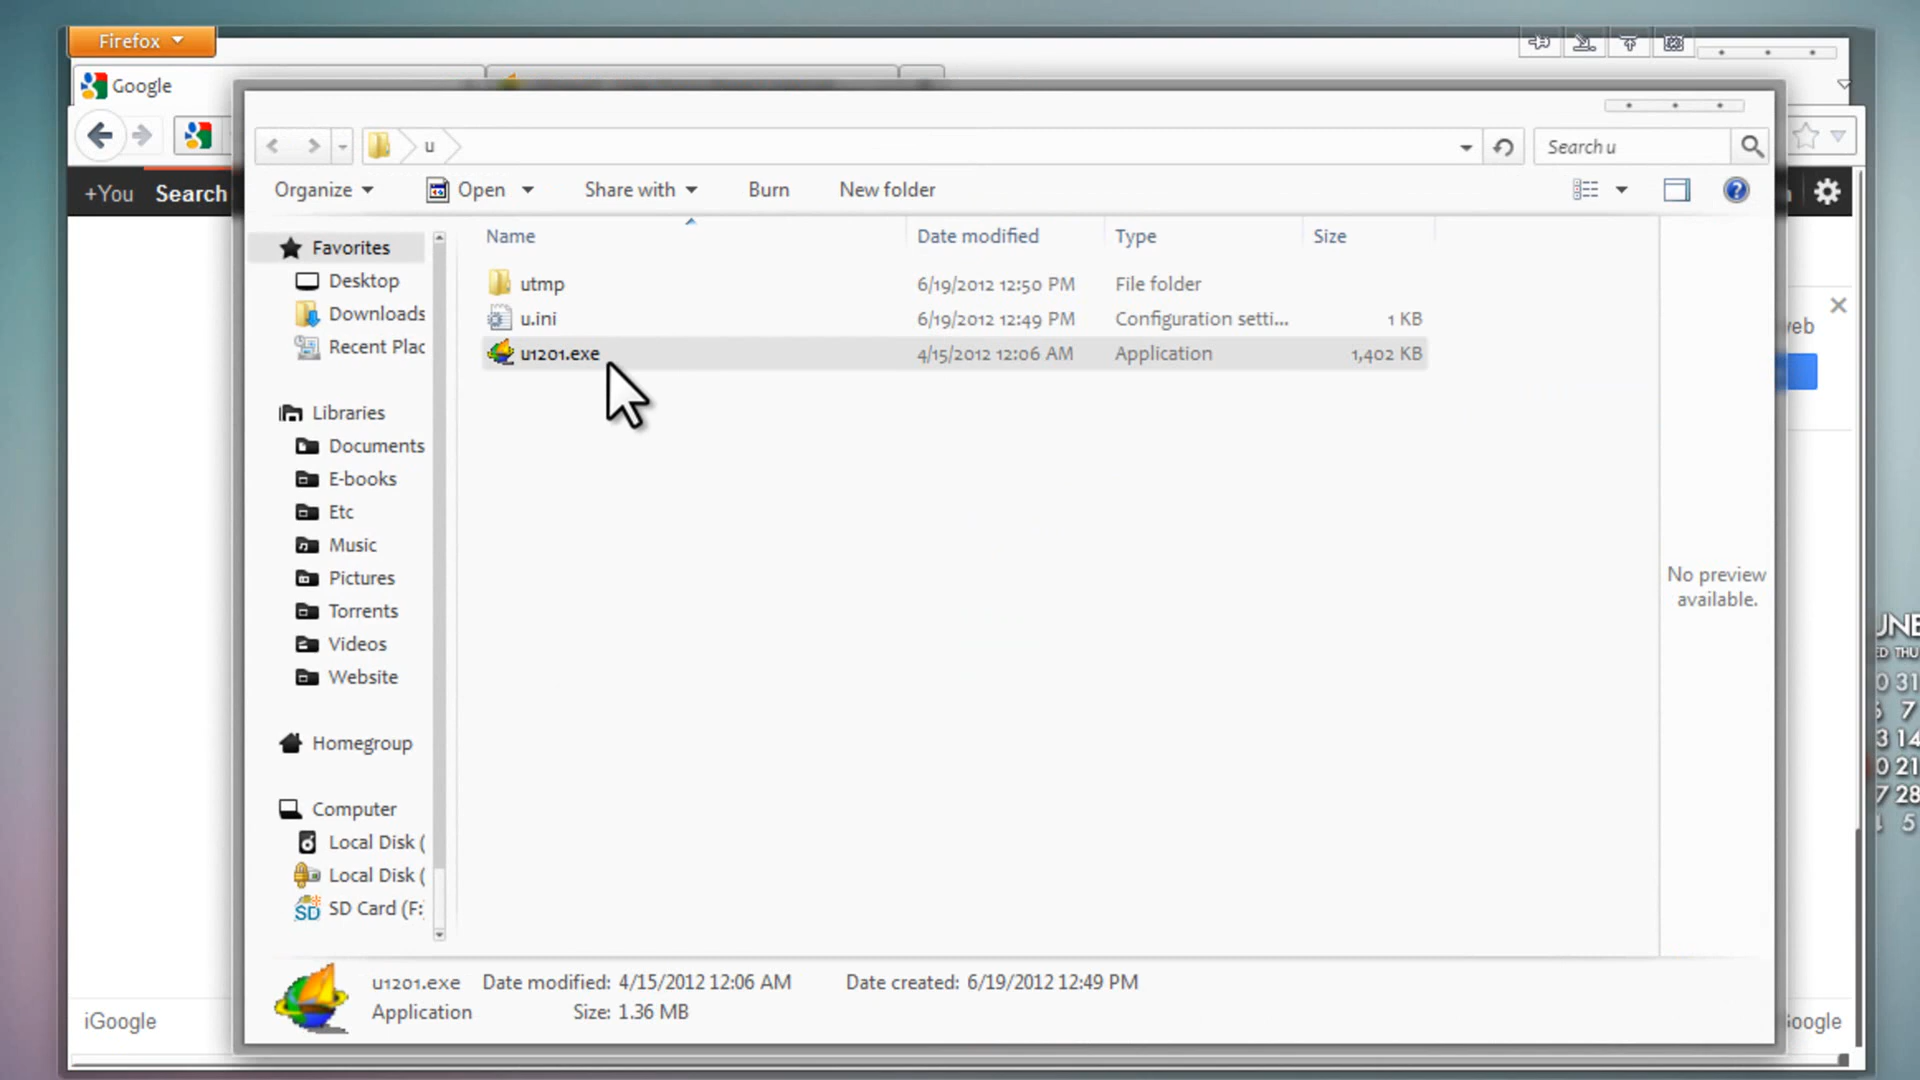 Firefox
Google
u
Search u
Organize
Open
Share with
Burn
New folder
+You Search
Name Date modified Type Size
utmp 6/19/2012 12:50 PM File folder
u.ini 6/19/2012 12:49 PM Configuration setti... 1 KB
u1201.exe 4/15/2012 12:06 AM Application 1,402 KB
Favorites
Desktop
Downloads
Recent Plac
Libraries
Documents
E-books
Etc
Music
Pictures
Torrents
Videos
Website
Homegroup
Computer
Local Disk (
Local Disk (
SD Card (F:
No preview
available.
eb
UNE
ED THU
0 31
6 7
3 14
0 21
7 28
4 5
u1201.exe Date modified: 4/15/2012 12:06 AM Date created: 6/19/2012 12:49 PM
Application Size: 1.36 MB
iGoogle
oogle